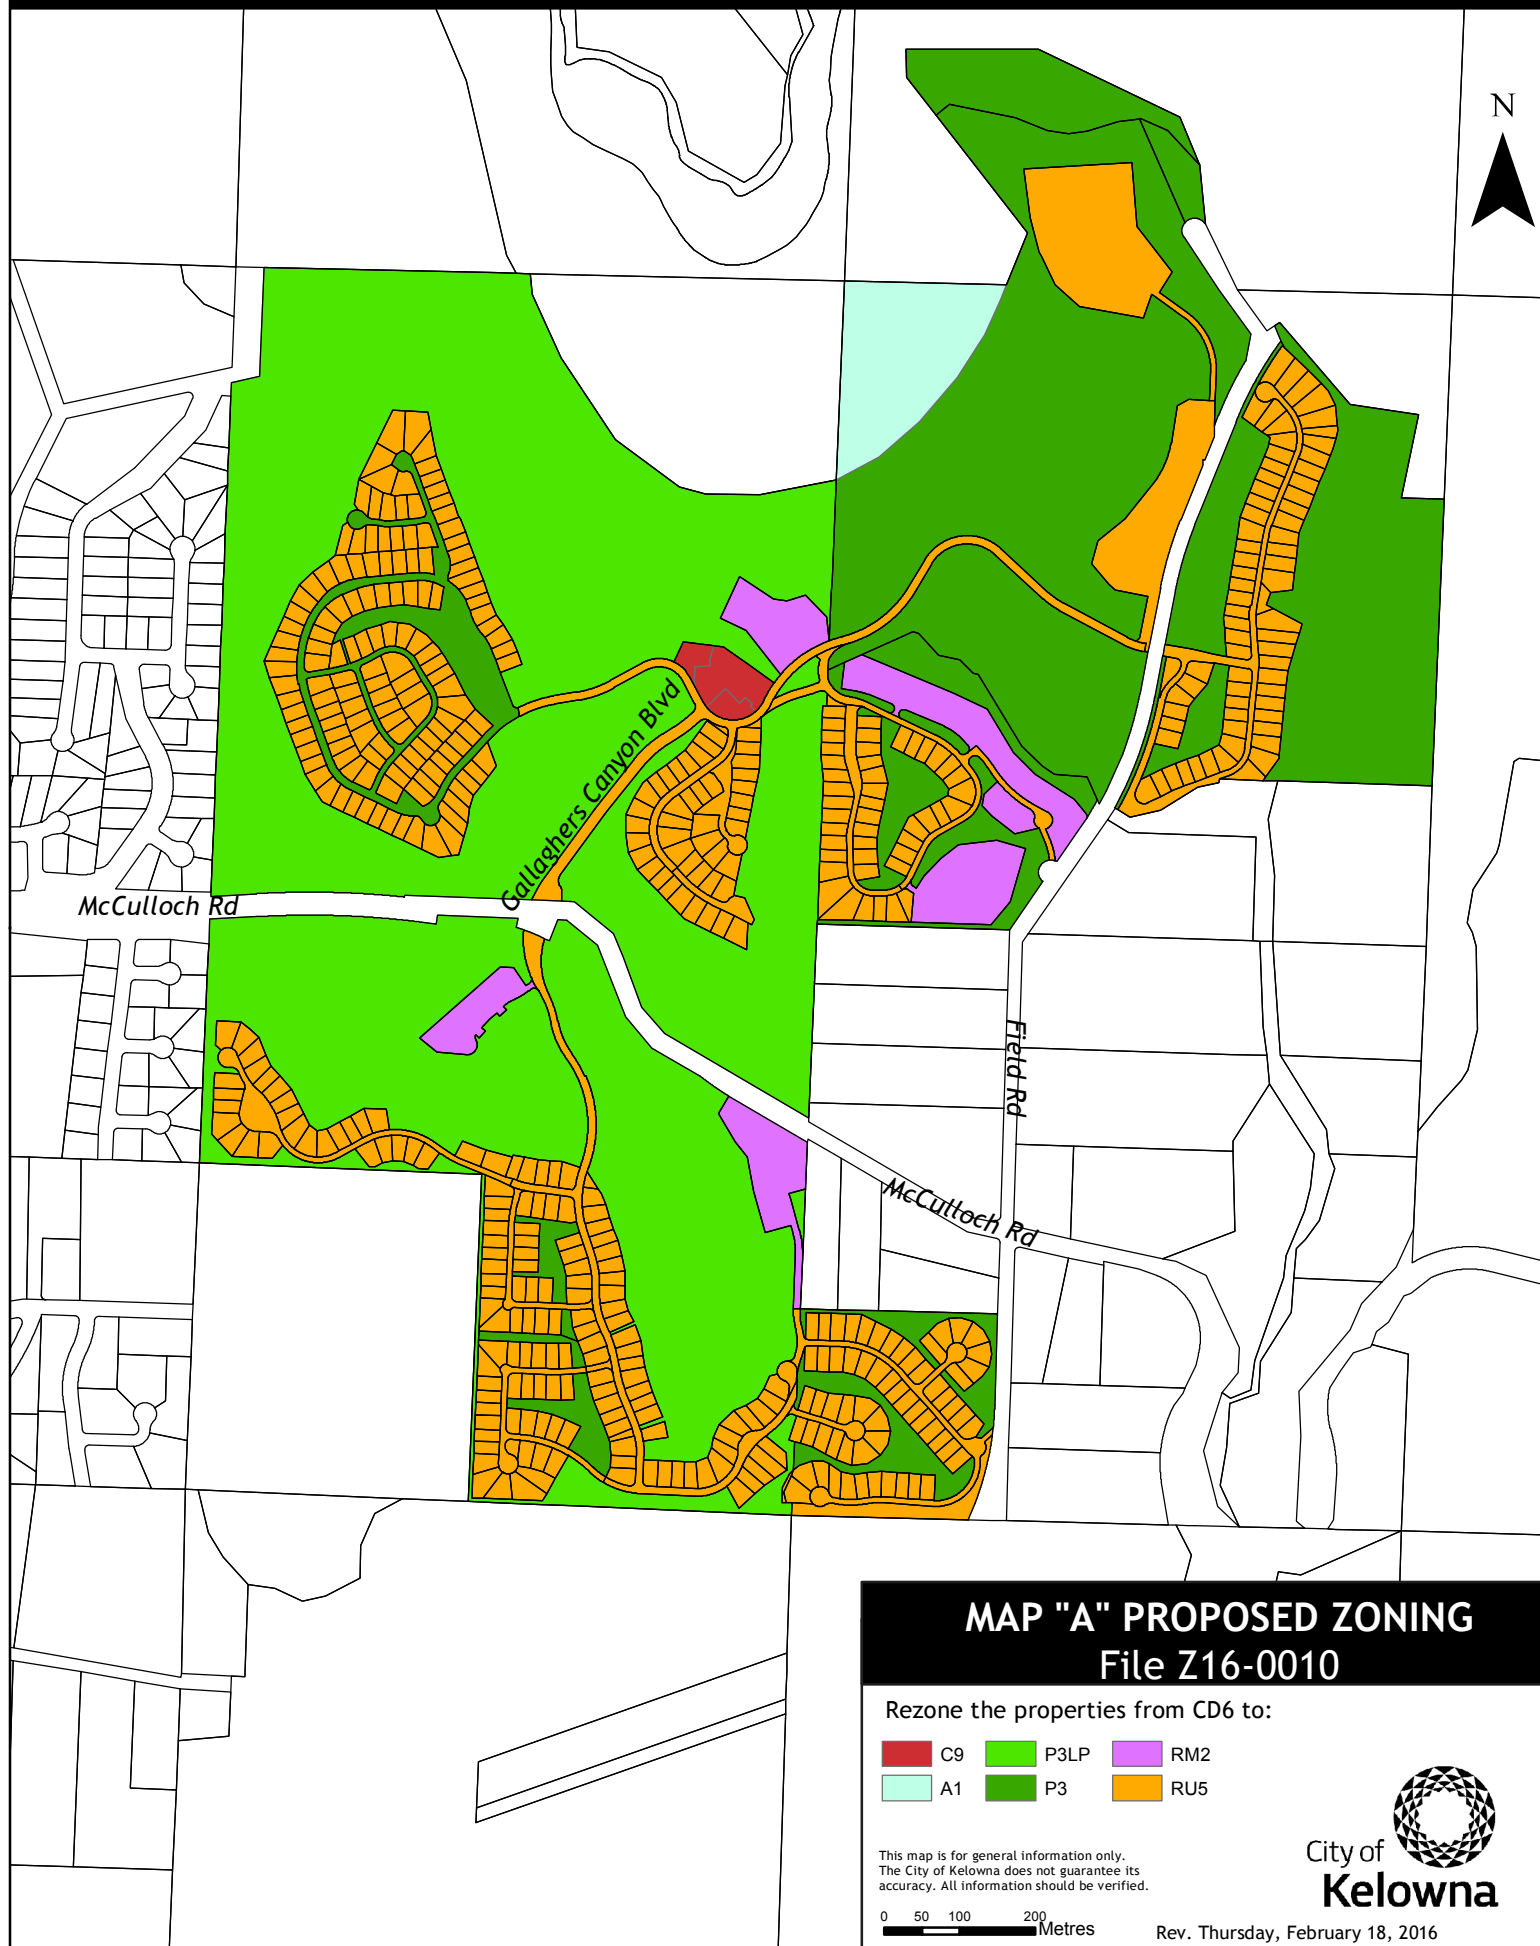 N
Gallaghers Canyon Blvd
McCulloch Rd
Field Rd
McCulloch Rd
MAP "A" PROPOSED ZONING
File Z16-0010
Rezone the properties from CD6 to:
C9 P3LP RM2
A1 P3 RU5
This map is for general information only.
The City of Kelowna does not guarantee its
accuracy. All information should be verified.
0 50 100 200
Metres
City of
Kelowna
Rev. Thursday, February 18, 2016